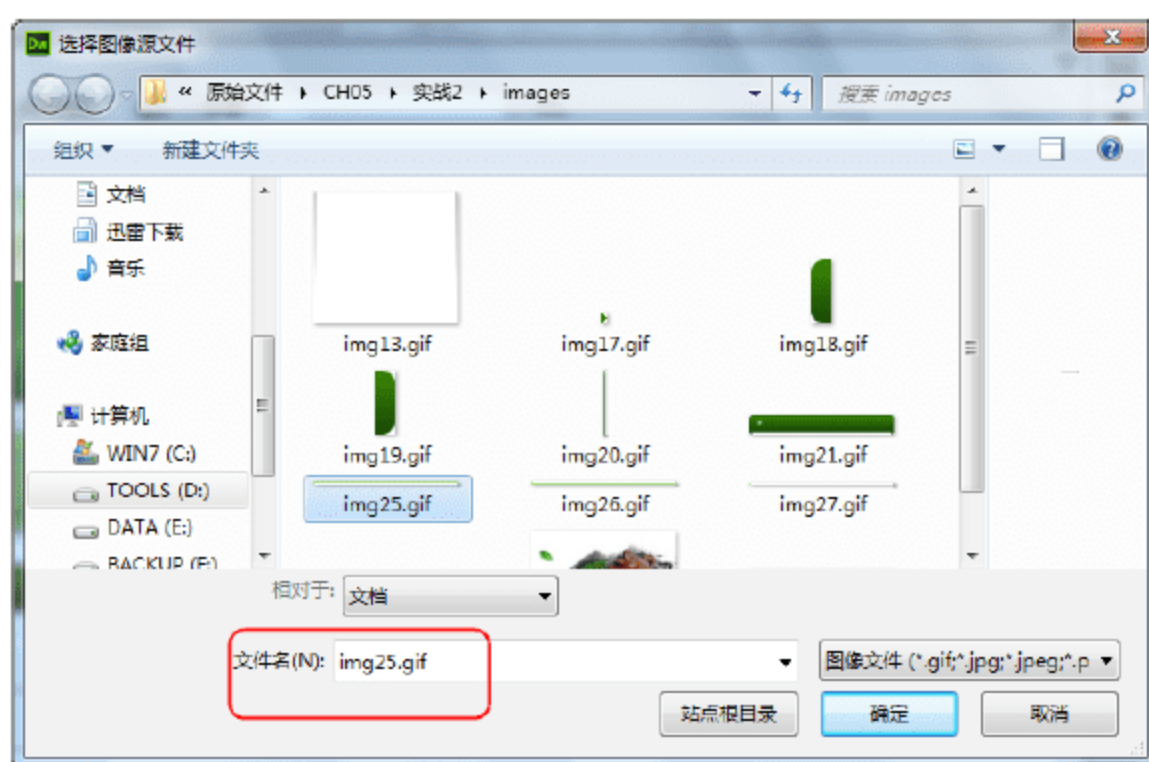 Dw 选择图像源文件
« 原始文件 CH05 实战2 images 搜索 images
组织 新建文件夹
文档
迅雷下载
音乐
家庭组
计算机
WIN7 (C:)
TOOLS (D:)
DATA (E:)
BACKUP (F:)
img13.gif img17.gif img18.gif
img19.gif img20.gif img21.gif
img25.gif img26.gif img27.gif
相对于: 文档
文件名(N): img25.gif 图像文件 (*.gif;*.jpg;*.jpeg;*.p
站点根目录 确定 取消